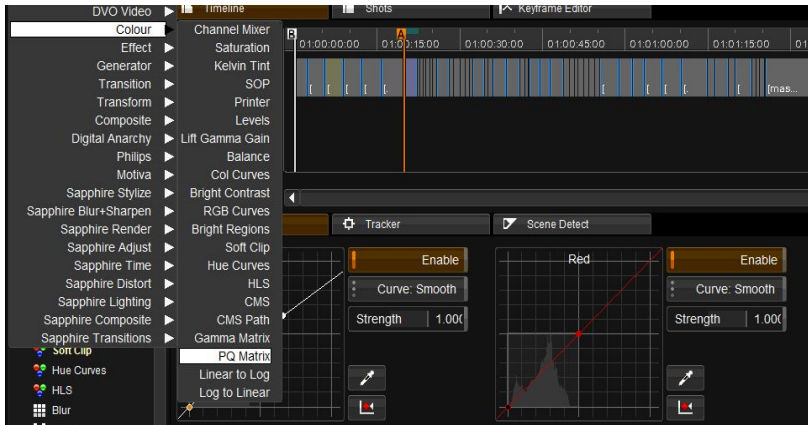 DVO Video
Colour
Effect
Generator
Transition
Transform
Composite
Digital Anarchy
Philips
Motiva
Sapphire Stylize
Sapphire Blur+Sharpen
Sapphire Render
Sapphire Adjust
Sapphire Time
Sapphire Distort
Sapphire Lighting
Sapphire Composite
Sapphire Transitions
Soft Clip
Hue Curves
HLS
Blur
Channel Mixer
Saturation
Kelvin Tint
SOP
Printer
Levels
Lift Gamma Gain
Balance
Col Curves
Bright Contrast
RGB Curves
Bright Regions
Soft Clip
Hue Curves
HLS
CMS
CMS Path
Gamma Matrix
PQ Matrix
Linear to Log
Log to Linear
Timeline
Shots
Keyframe Editor
B
A
01:00:00:00 01:00:15:00 01:00:30:00 01:00:45:00 01:01:00:00 01:01:15:00 01
[ [ [ [ [. [ [ [ [ [. [ [ [ [mas...
Tracker
Scene Detect
Enable
Curve: Smooth
Strength 1.00
Red
Enable
Curve: Smooth
Strength 1.00